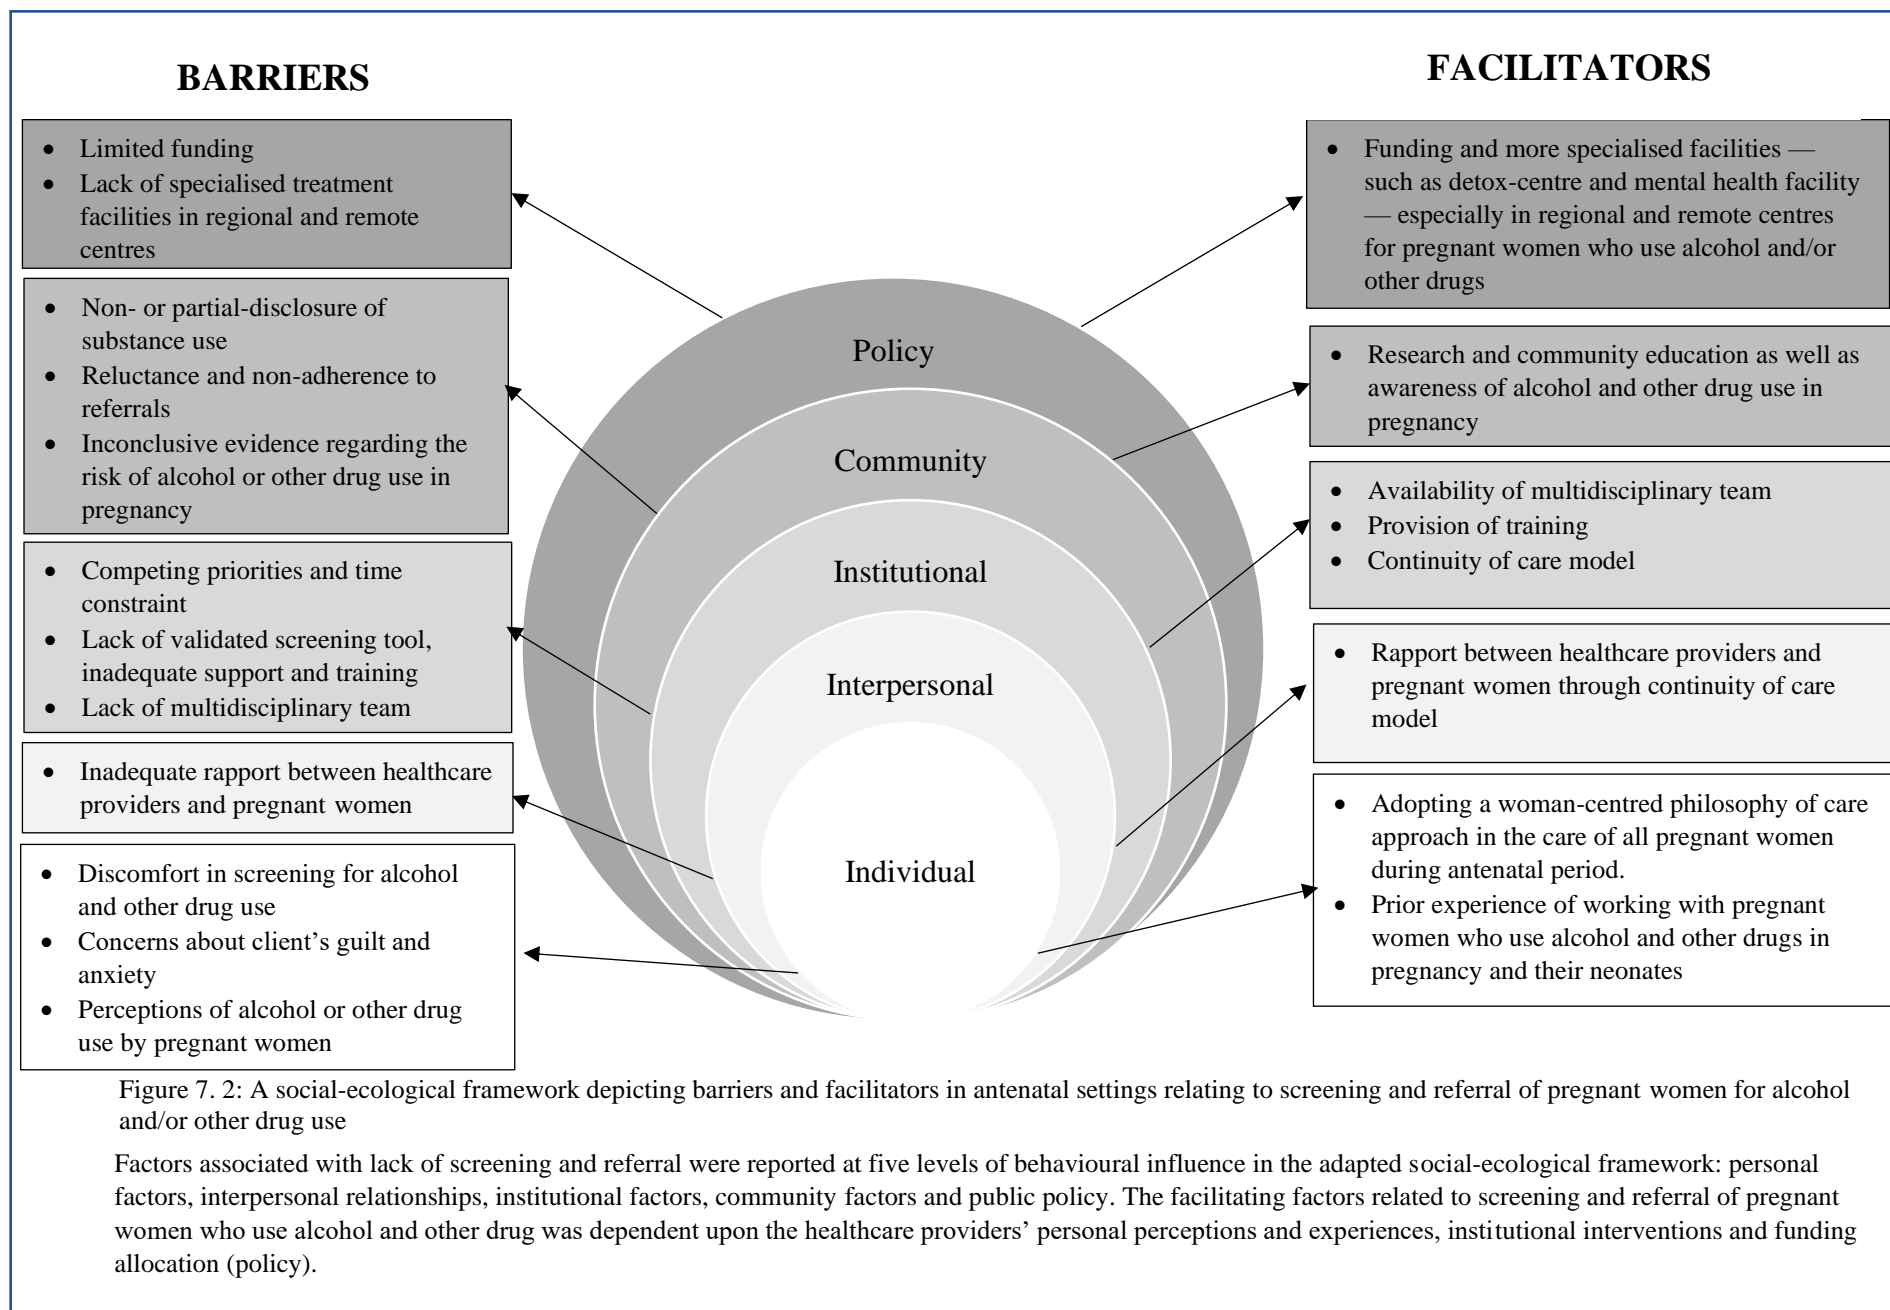 BARRIERS
• Limited funding
• Lack of specialised treatment
facilities in regional and remote
centres
• Non- or partial-disclosure of
substance use
• Reluctance and non-adherence to
referrals
• Inconclusive evidence regarding the
risk of alcohol or other drug use in
pregnancy
• Competing priorities and time
constraint
• Lack of validated screening tool,
inadequate support and training
• Lack of multidisciplinary team
• Inadequate rapport between healthcare
providers and pregnant women
• Discomfort in screening for alcohol
and other drug use
• Concerns about client’s guilt and
anxiety
• Perceptions of alcohol or other drug
use by pregnant women
Policy
Community
Institutional
Interpersonal
Individual
FACILITATORS
• Funding and more specialised facilities —
such as detox-centre and mental health facility
— especially in regional and remote centres
for pregnant women who use alcohol and/or
other drugs
• Research and community education as well as
awareness of alcohol and other drug use in
pregnancy
• Availability of multidisciplinary team
• Provision of training
• Continuity of care model
• Rapport between healthcare providers and
pregnant women through continuity of care
model
• Adopting a woman-centred philosophy of care
approach in the care of all pregnant women
during antenatal period.
• Prior experience of working with pregnant
women who use alcohol and other drugs in
pregnancy and their neonates
Figure 7. 2: A social-ecological framework depicting barriers and facilitators in antenatal settings relating to screening and referral of pregnant women for alcohol
and/or other drug use
Factors associated with lack of screening and referral were reported at five levels of behavioural influence in the adapted social-ecological framework: personal
factors, interpersonal relationships, institutional factors, community factors and public policy. The facilitating factors related to screening and referral of pregnant
women who use alcohol and other drug was dependent upon the healthcare providers’ personal perceptions and experiences, institutional interventions and funding
allocation (policy).